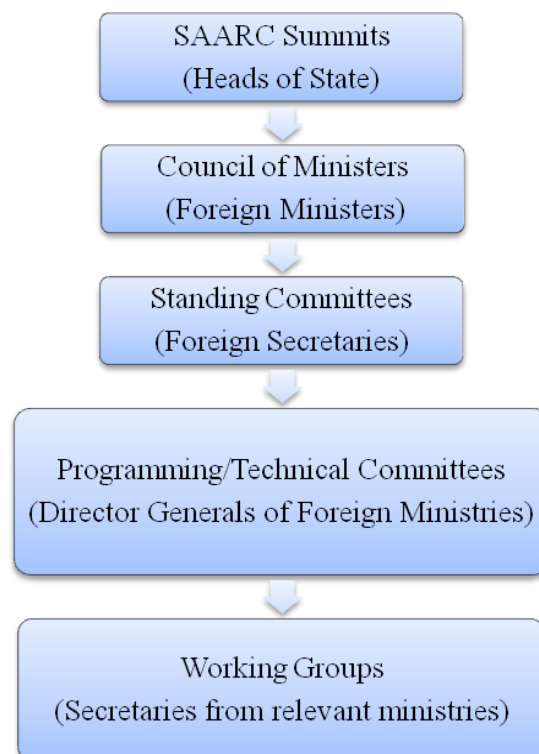 SAARC Summits
(Heads of State)
Council of Ministers
(Foreign Ministers)
Standing Committees
(Foreign Secretaries)
Programming/Technical Committees
(Director Generals of Foreign Ministries)
Working Groups
(Secretaries from relevant ministries)